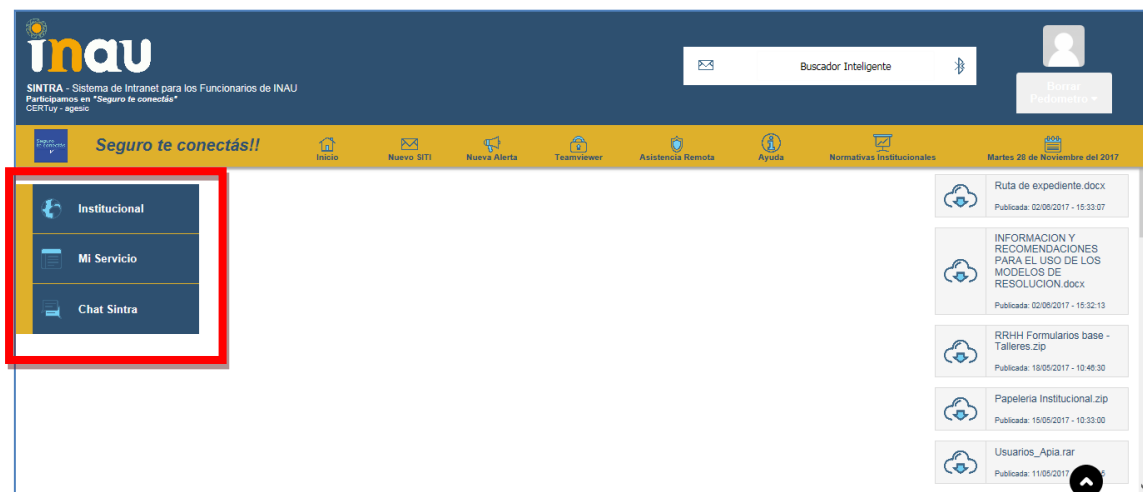 inau
SINTRA - Sistema de Intranet para los Funcionarios de INAU
Participamos en "Seguro te conectás"
CERTuy - agesic
Buscador Inteligente
Borrar
Pedometro
Seguro te conectás!!
Inicio
Nuevo SITI
Nueva Alerta
Teamviewer
Asistencia Remota
Ayuda
Normativas Institucionales
Martes 28 de Noviembre del 2017
Institucional
Mi Servicio
Chat Sintra
Ruta de expediente.docx
Publicada: 02/06/2017 - 15:33:07
INFORMACION Y
RECOMENDACIONES
PARA EL USO DE LOS
MODELOS DE
RESOLUCION.docx
Publicada: 02/06/2017 - 15:32:13
RRHH Formularios base -
Talleres.zip
Publicada: 18/05/2017 - 10:46:30
Papeleria Institucional.zip
Publicada: 15/05/2017 - 10:33:00
Usuarios_Apia.rar
Publicada: 11/05/2017